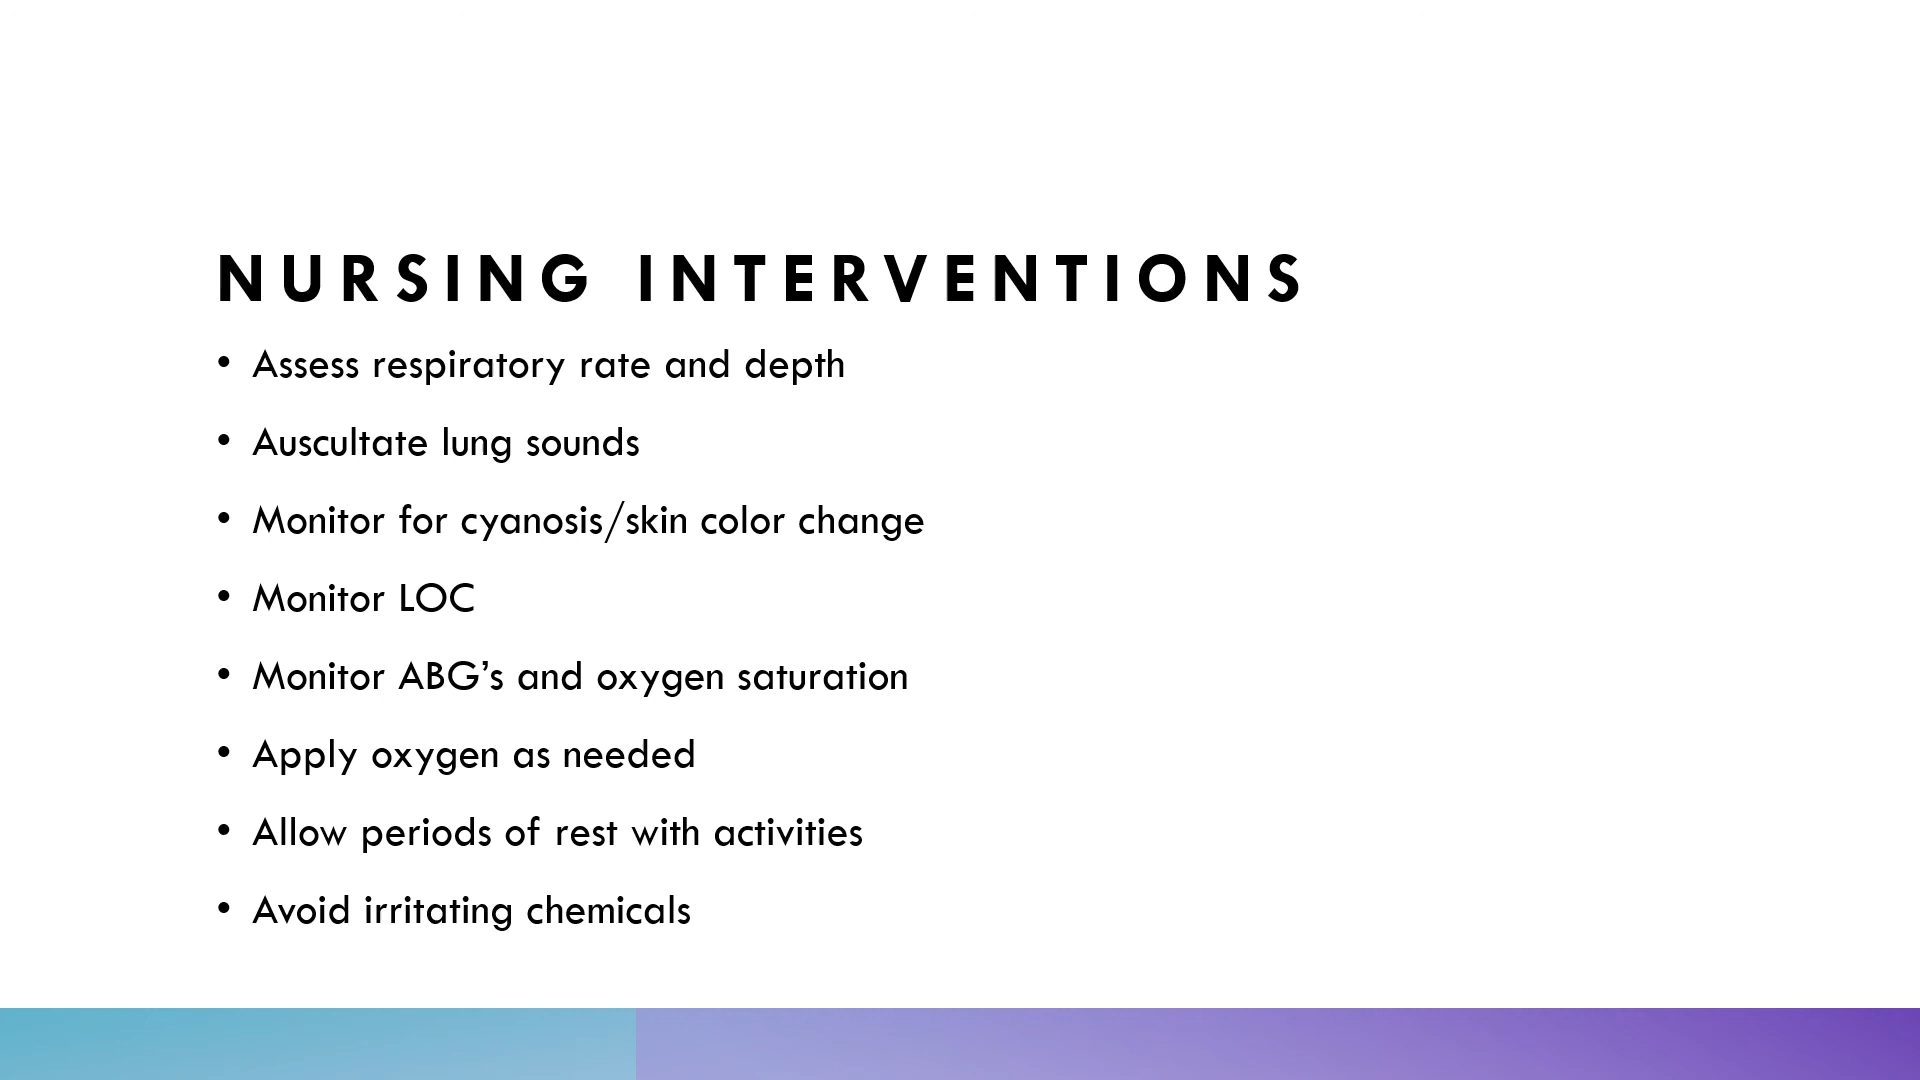 NURSING INTERVENTIONS
• Assess respiratory rate and depth
• Auscultate lung sounds
• Monitor for cyanosis/skin color change
• Monitor LOC
• Monitor ABG’s and oxygen saturation
• Apply oxygen as needed
• Allow periods of rest with activities
• Avoid irritating chemicals